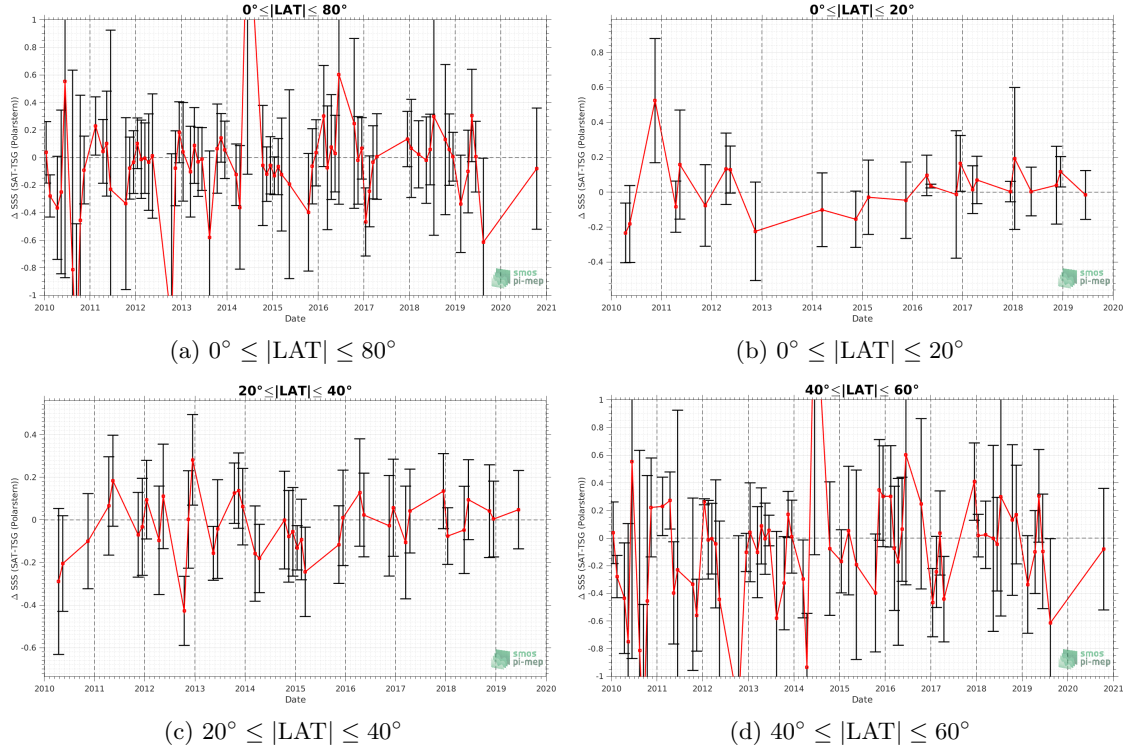 0°≤|LAT|≤ 80°
Δ SSS (SAT-TSG (Polarstern))
1
0.8
0.6
0.4
0.2
0
-0.2
-0.4
-0.6
-0.8
-1
2010 2011 2012 2013 2014 2015 2016 2017 2018 2019 2020 2021
Date
smos
pi-mep
(a) 0° ≤ |LAT| ≤ 80°
0°≤|LAT|≤ 20°
Δ SSS (SAT-TSG (Polarstern))
0.8
0.6
0.4
0.2
0
-0.2
-0.4
2010 2011 2012 2013 2014 2015 2016 2017 2018 2019 2020
Date
smos
pi-mep
(b) 0° ≤ |LAT| ≤ 20°
20°≤|LAT|≤ 40°
Δ SSS (SAT-TSG (Polarstern))
0.4
0.2
0
-0.2
-0.4
-0.6
2010 2011 2012 2013 2014 2015 2016 2017 2018 2019 2020
Date
smos
pi-mep
(c) 20° ≤ |LAT| ≤ 40°
40°≤|LAT|≤ 60°
Δ SSS (SAT-TSG (Polarstern))
1
0.8
0.6
0.4
0.2
0
-0.2
-0.4
-0.6
-0.8
-1
2010 2011 2012 2013 2014 2015 2016 2017 2018 2019 2020 2021
Date
smos
pi-mep
(d) 40° ≤ |LAT| ≤ 60°